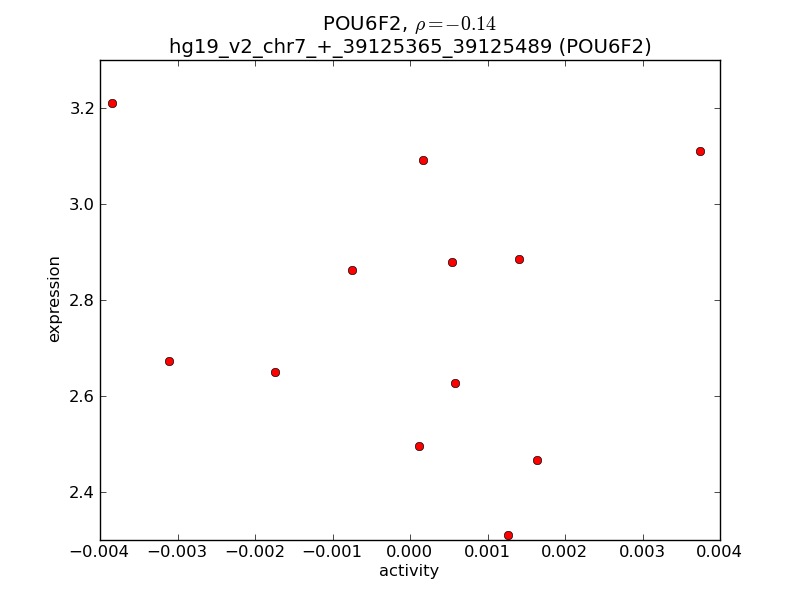 POU6F2, ρ=−0.14
hg19_v2_chr7_+_39125365_39125489 (POU6F2)
3.2
3.0
2.8
2.6
2.4
expression
−0.004 −0.003 −0.002 −0.001 0.000 0.001 0.002 0.003 0.004
activity